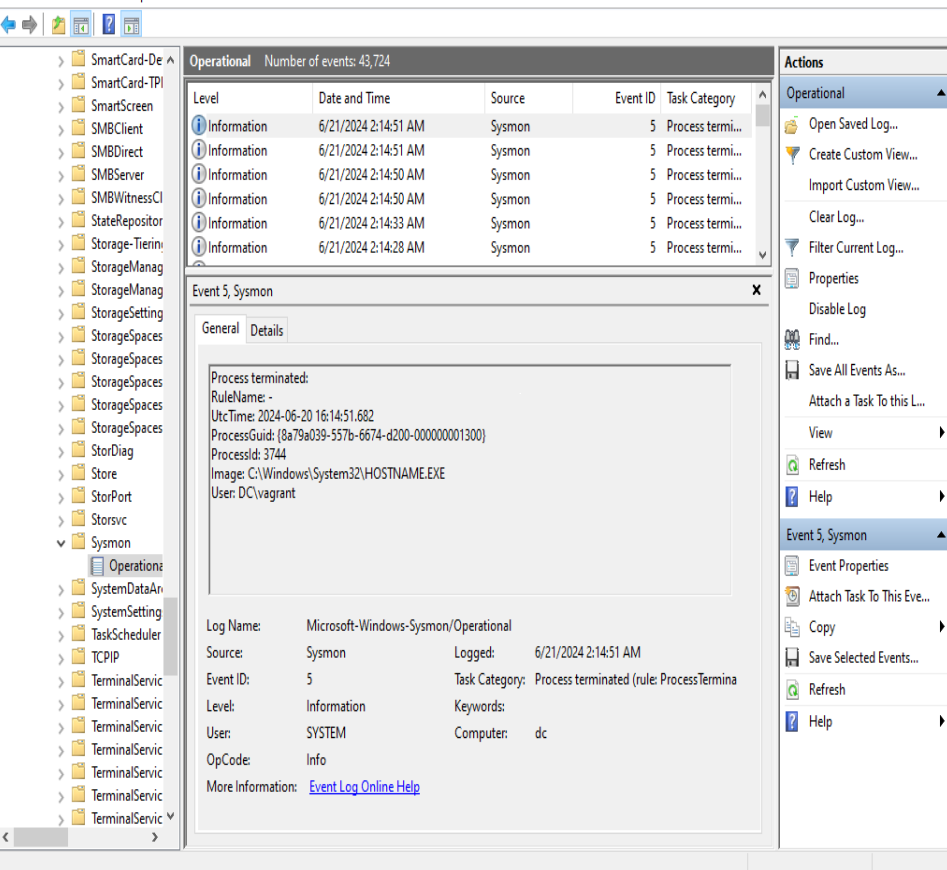 SmartCard-De
SmartCard-TPI
SmartScreen
SMBClient
SMBDirect
SMBServer
SMBWitnessCl
StateRepositor
Storage-Tierin
StorageManag
StorageManag
StorageSetting
StorageSpaces
StorageSpaces
StorageSpaces
StorageSpaces
StorageSpaces
StorDiag
Store
StorPort
Storsvc
Sysmon
Operationa
SystemDataAr
SystemSetting
TaskScheduler
TCPIP
TerminalServic
TerminalServic
TerminalServic
TerminalServic
TerminalServic
TerminalServic
TerminalServic
Operational Number of events: 43,724
Level Date and Time Source Event ID Task Category
Information 6/21/2024 2:14:51 AM Sysmon 5 Process termi...
Information 6/21/2024 2:14:51 AM Sysmon 5 Process termi...
Information 6/21/2024 2:14:50 AM Sysmon 5 Process termi...
Information 6/21/2024 2:14:50 AM Sysmon 5 Process termi...
Information 6/21/2024 2:14:33 AM Sysmon 5 Process termi...
Information 6/21/2024 2:14:28 AM Sysmon 5 Process termi...
Event 5, Sysmon
General Details
Process terminated:
RuleName: -
UtcTime: 2024-06-20 16:14:51.682
ProcessGuid: {8a79a039-557b-6674-d200-000000001300}
ProcessId: 3744
Image: C:\Windows\System32\HOSTNAME.EXE
User: DC\vagrant
Log Name: Microsoft-Windows-Sysmon/Operational
Source: Sysmon Logged: 6/21/2024 2:14:51 AM
Event ID: 5 Task Category: Process terminated (rule: ProcessTermina
Level: Information Keywords:
User: SYSTEM Computer: dc
OpCode: Info
More Information: Event Log Online Help
Actions
Operational
Open Saved Log...
Create Custom View...
Import Custom View...
Clear Log...
Filter Current Log...
Properties
Disable Log
Find...
Save All Events As...
Attach a Task To this L...
View
Refresh
Help
Event 5, Sysmon
Event Properties
Attach Task To This Eve...
Copy
Save Selected Events...
Refresh
Help